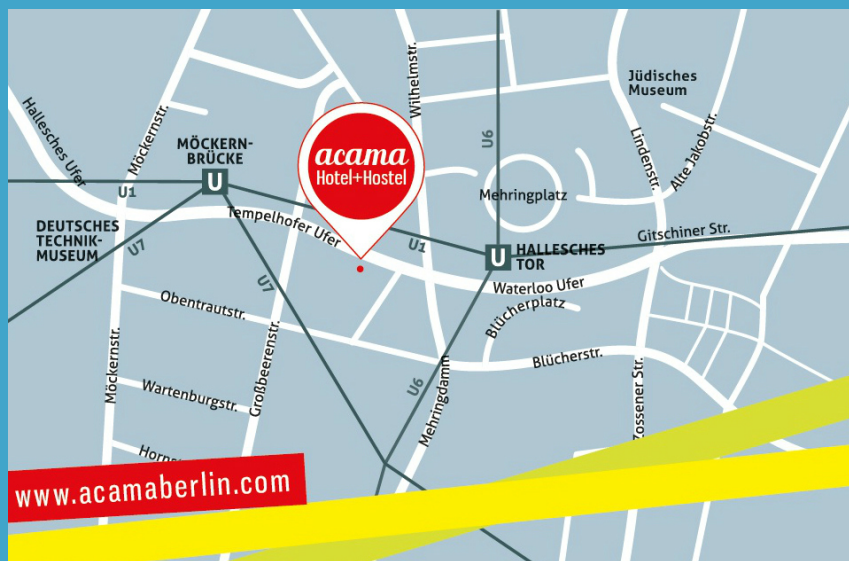 Hallesches Ufer
Möckernstr.
MÖCKERN-
BRÜCKE
U
U1
DEUTSCHES
TECHNIK-
MUSEUM
U7
Tempelhofer Ufer
acama
Hotel+Hostel
Wilhelmstr.
U6
Jüdisches
Museum
Lindenstr.
Alte Jakobstr.
Mehringplatz
U1
U
HALLESCHES
TOR
Gitschiner Str.
Waterloo Ufer
Blücherplatz
U7
Obentrautstr.
Großbeerenstr.
Möckernstr.
Wartenburgstr.
Blücherstr.
U6
Mehringdamm
Zossener Str.
www.acamaberlin.com